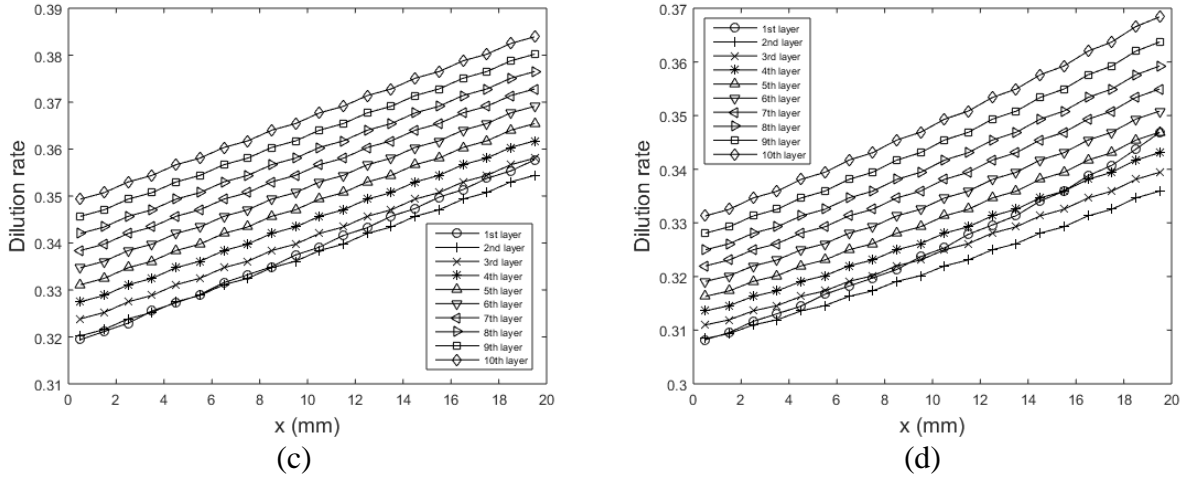 0.39
0.38
0.37
0.36
0.35
0.34
0.33
0.32
0.31
Dilution rate
1st layer
2nd layer
3rd layer
4th layer
5th layer
6th layer
7th layer
8th layer
9th layer
10th layer
0 2 4 6 8 10 12 14 16 18 20
x (mm)
(c)
0.37
0.36
0.35
0.34
0.33
0.32
0.31
0.3
Dilution rate
1st layer
2nd layer
3rd layer
4th layer
5th layer
6th layer
7th layer
8th layer
9th layer
10th layer
0 2 4 6 8 10 12 14 16 18 20
x (mm)
(d)